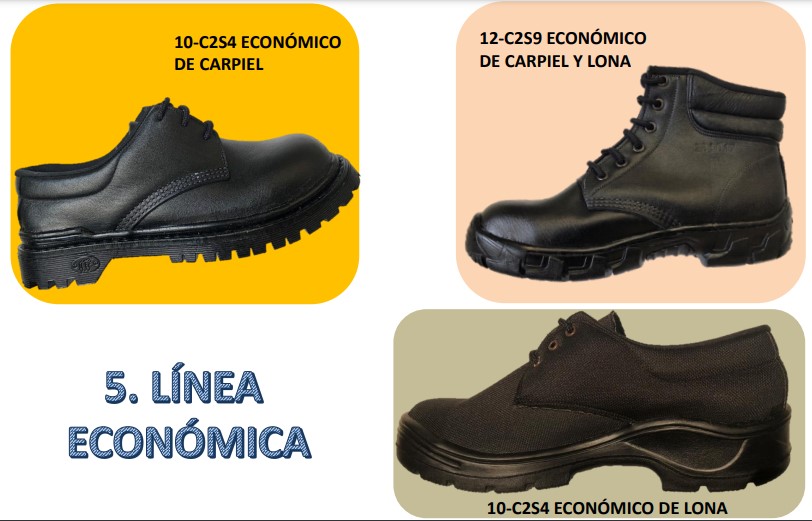 10-C2S4 ECONÓMICO
DE CARPIEL
12-C2S9 ECONÓMICO
DE CARPIEL Y LONA
5. LÍNEA
ECONÓMICA
10-C2S4 ECONÓMICO DE LONA